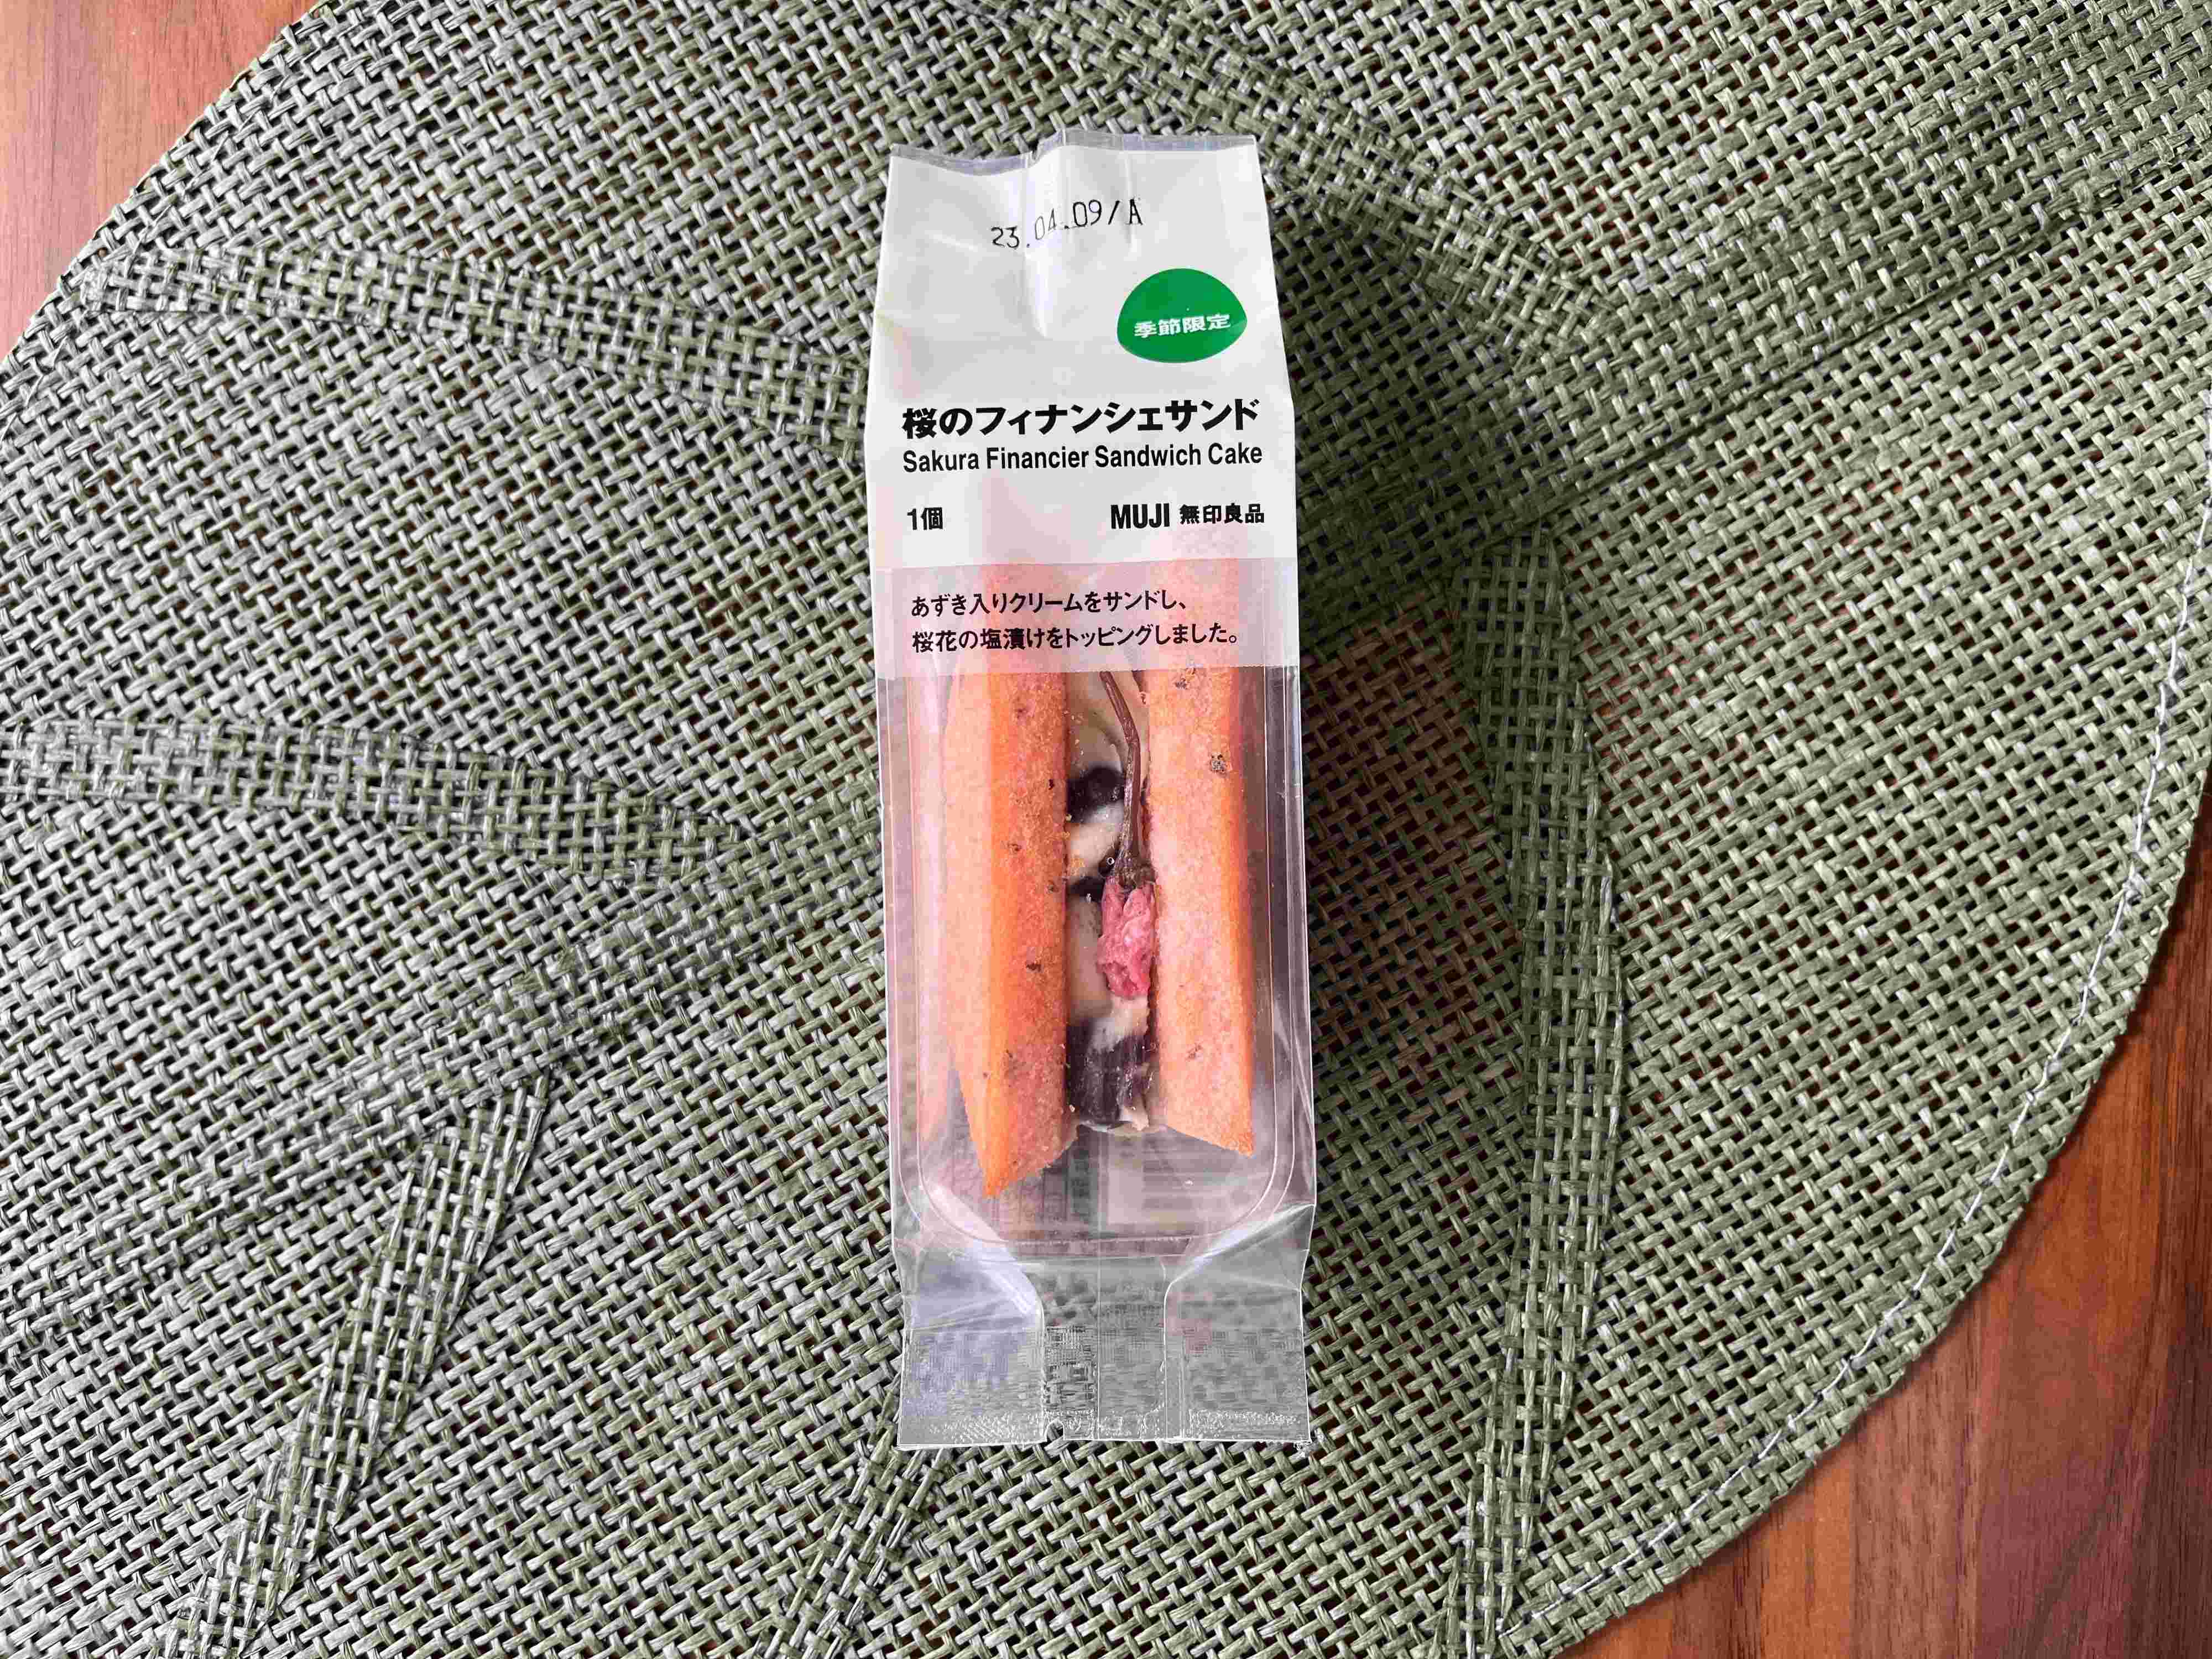 23.04.09/A
季節限定
桜のフィナンシェサンド
Sakura Financier Sandwich Cake
1個 MUJI 無印良品
あずき入りクリームをサンドし、
桜花の塩漬けをトッピングしました。